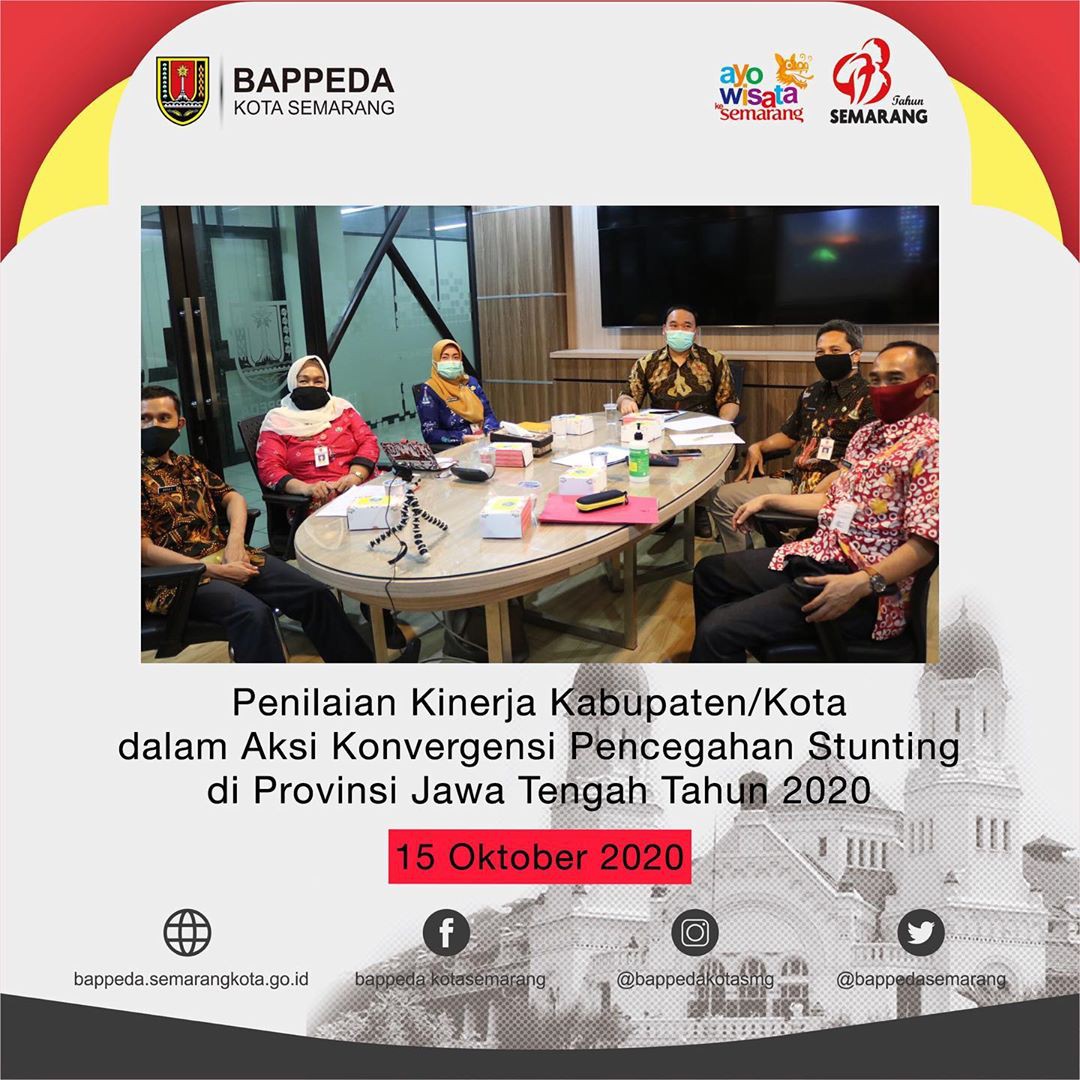 BAPPEDA
KOTA SEMARANG
ayo
wisata
ke
semarang
473
Tahun
SEMARANG
Penilaian Kinerja Kabupaten/Kota
dalam Aksi Konvergensi Pencegahan Stunting
di Provinsi Jawa Tengah Tahun 2020
15 Oktober 2020
bappeda.semarangkota.go.id
bappeda kotasemarang
@bappedakotasmg
@bappedasemarang